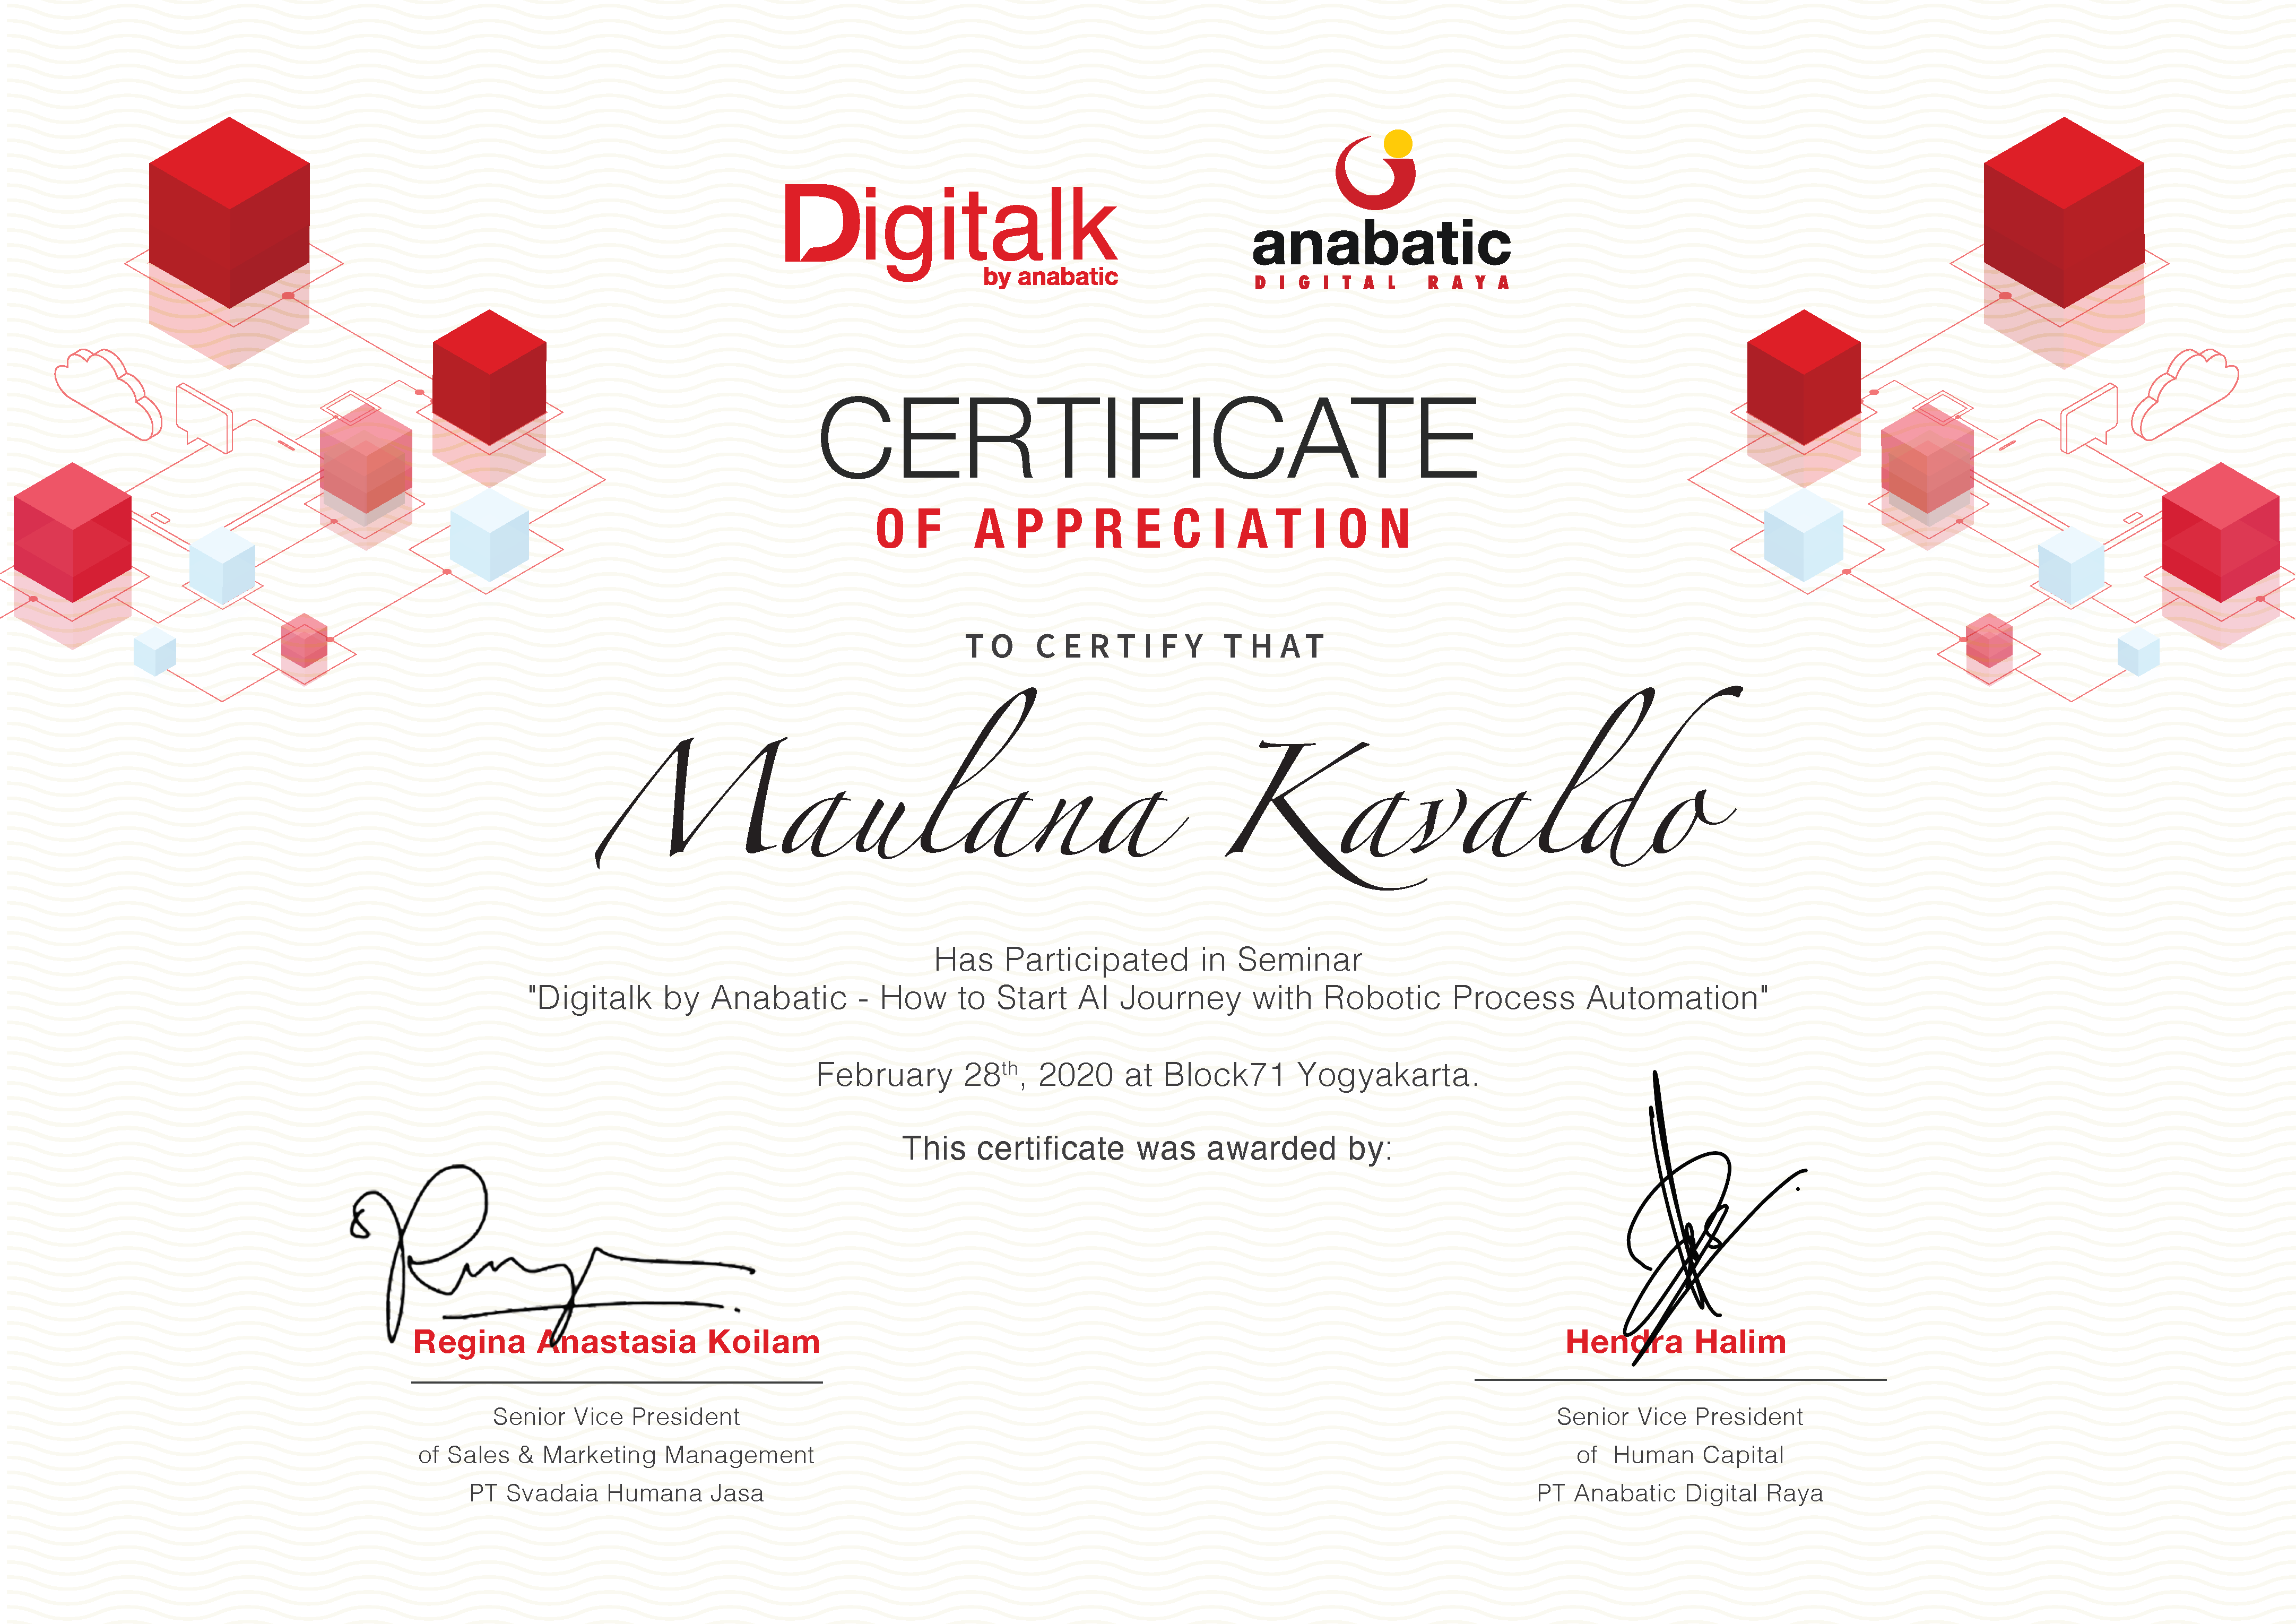 Digitalk
by anabatic
anabatic
DIGITAL RAYA
CERTIFICATE
OF APPRECIATION
TO CERTIFY THAT
Maulana Kavaldo
Has Participated in Seminar
"Digitalk by Anabatic - How to Start AI Journey with Robotic Process Automation"
February 28th, 2020 at Block71 Yogyakarta.
This certificate was awarded by:
Regina Anastasia Koilam
Senior Vice President
of Sales & Marketing Management
PT Svadaia Humana Jasa
Hendra Halim
Senior Vice President
of Human Capital
PT Anabatic Digital Raya